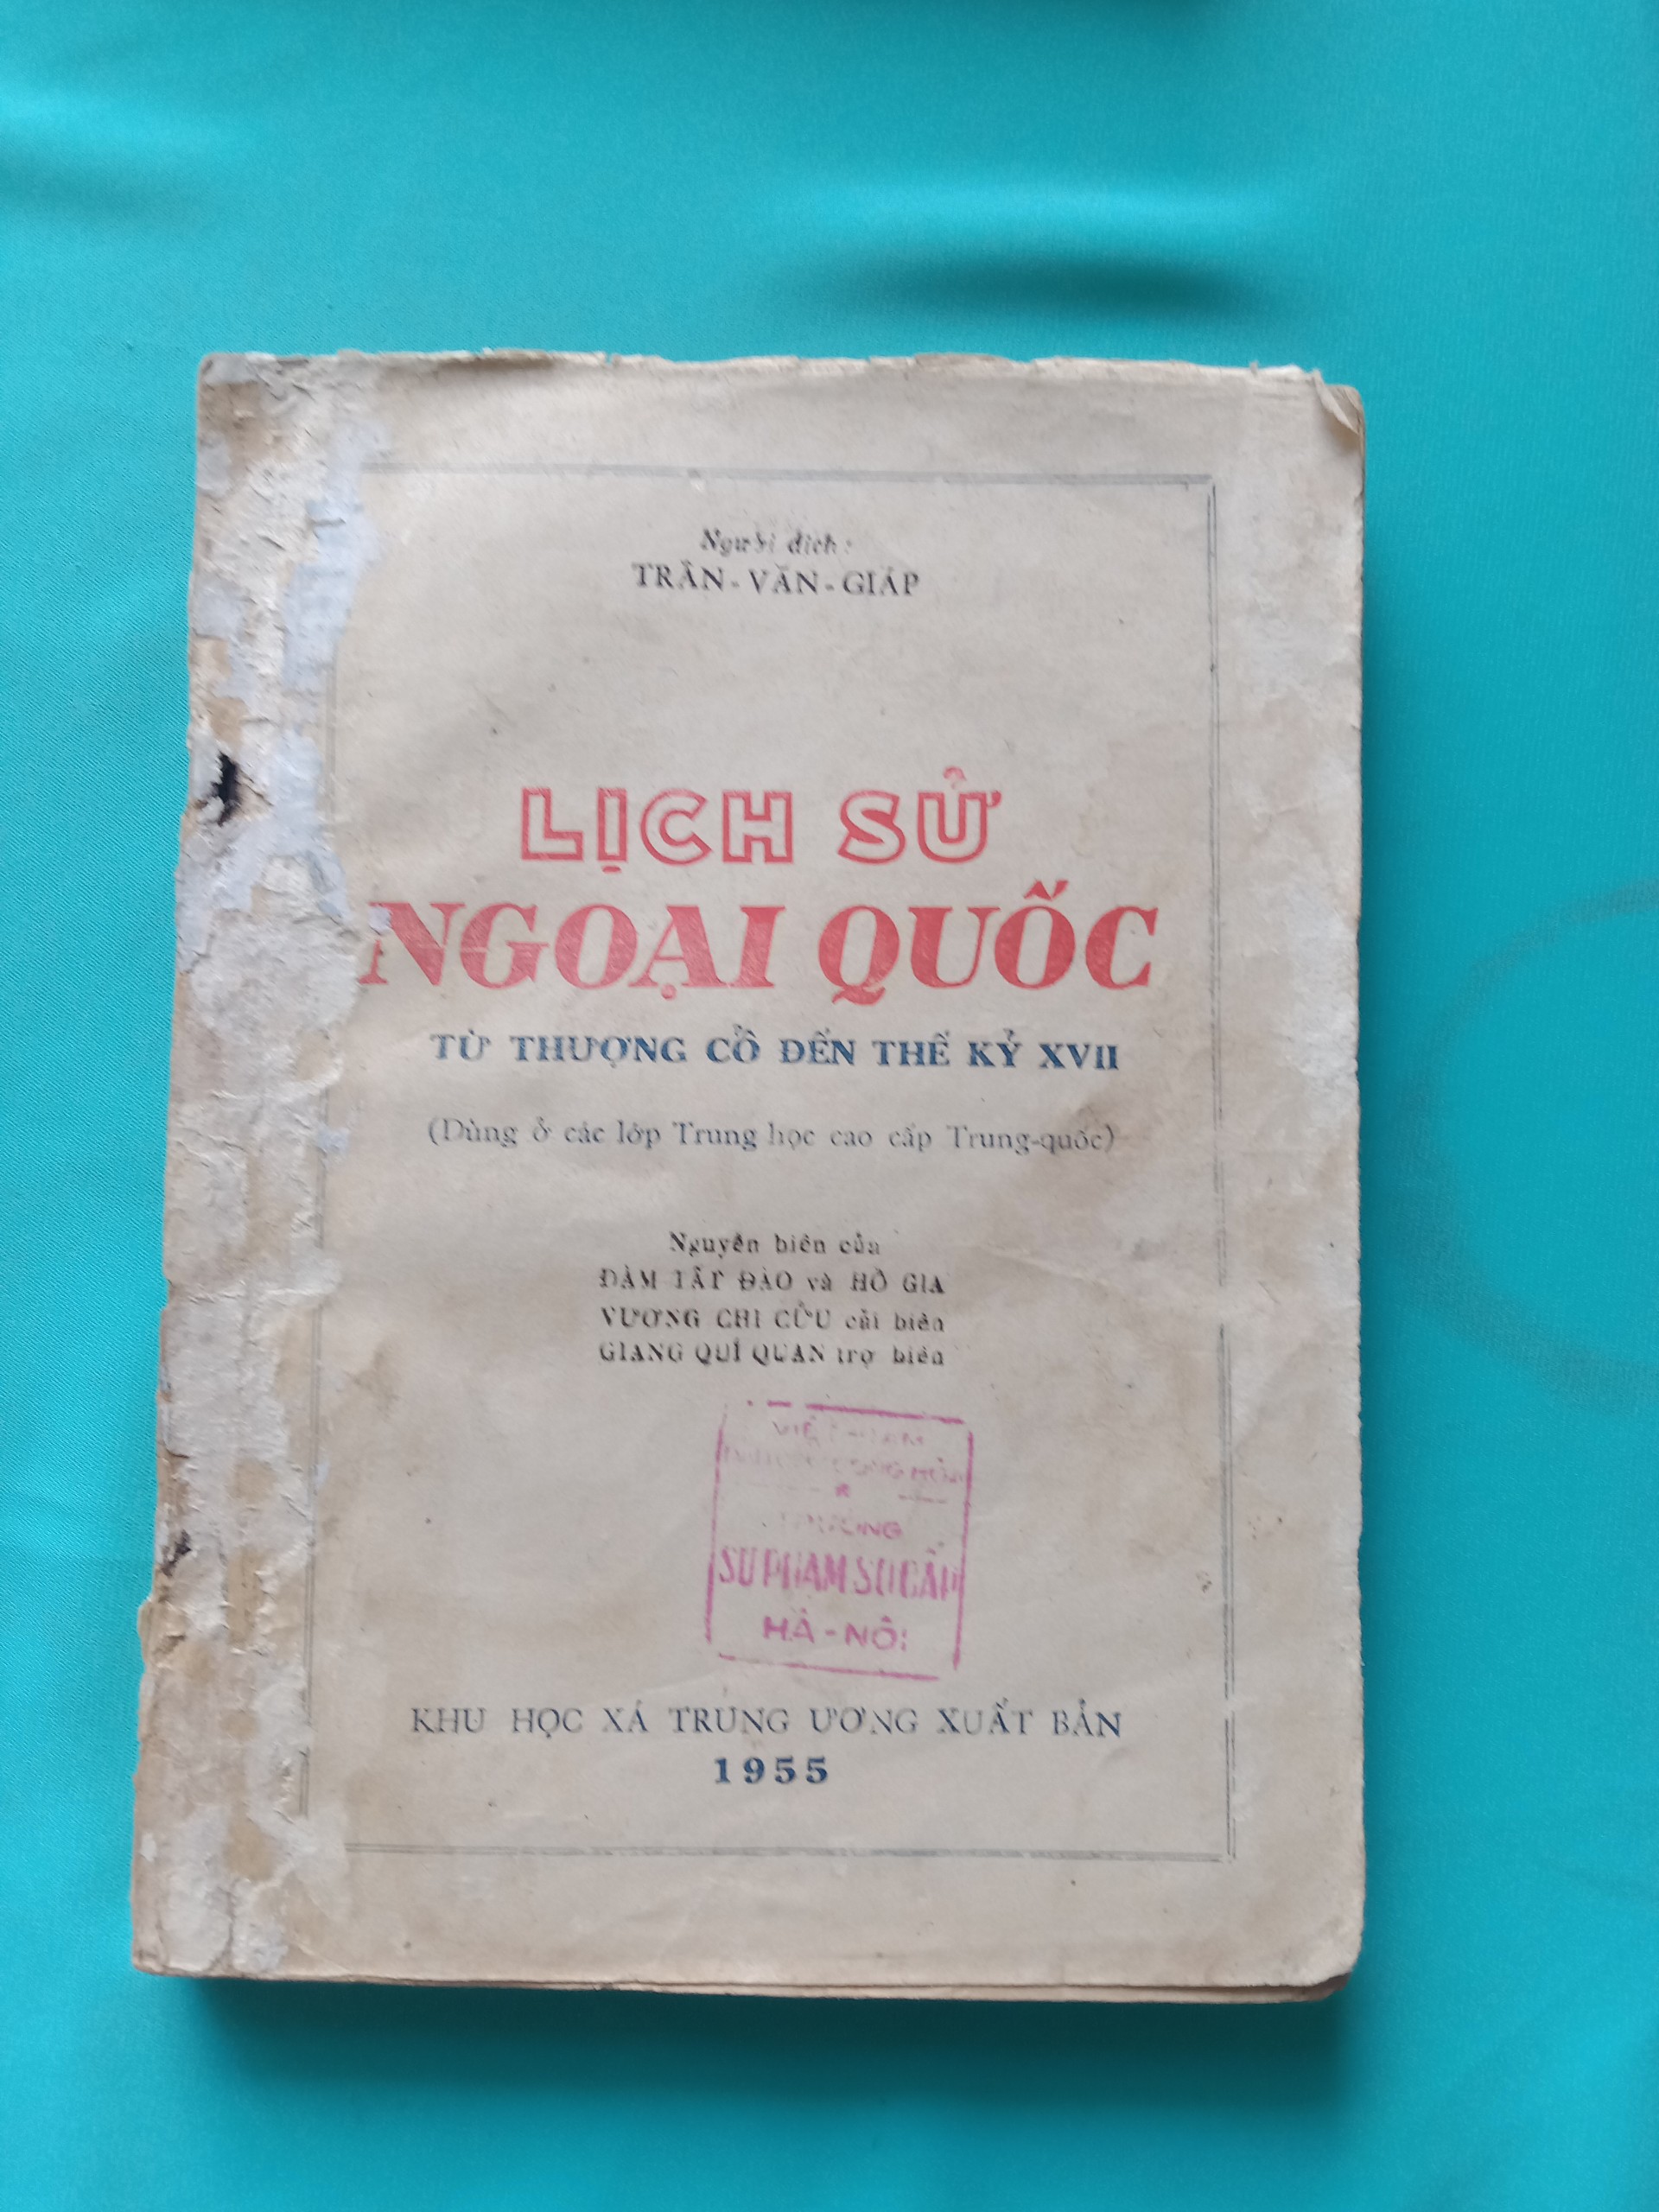 Người dịch:
TRẦN-VĂN-GIÁP
LỊCH SỬ
NGOẠI QUỐC
TỪ THƯỢNG CỔ ĐẾN THẾ KỶ XVII
(Dùng ở các lớp Trung học cao cấp Trung-quốc)
Nguyên biên của
ĐÀM TẤT ĐÀO và HỒ GIA
VƯƠNG CHI CỬU cải biên
GIANG QUÍ QUÂN trợ biên
SƯ PHẠM SƠ CẤP
HÀ-NÔI
KHU HỌC XÁ TRUNG ƯƠNG XUẤT BẢN
1955